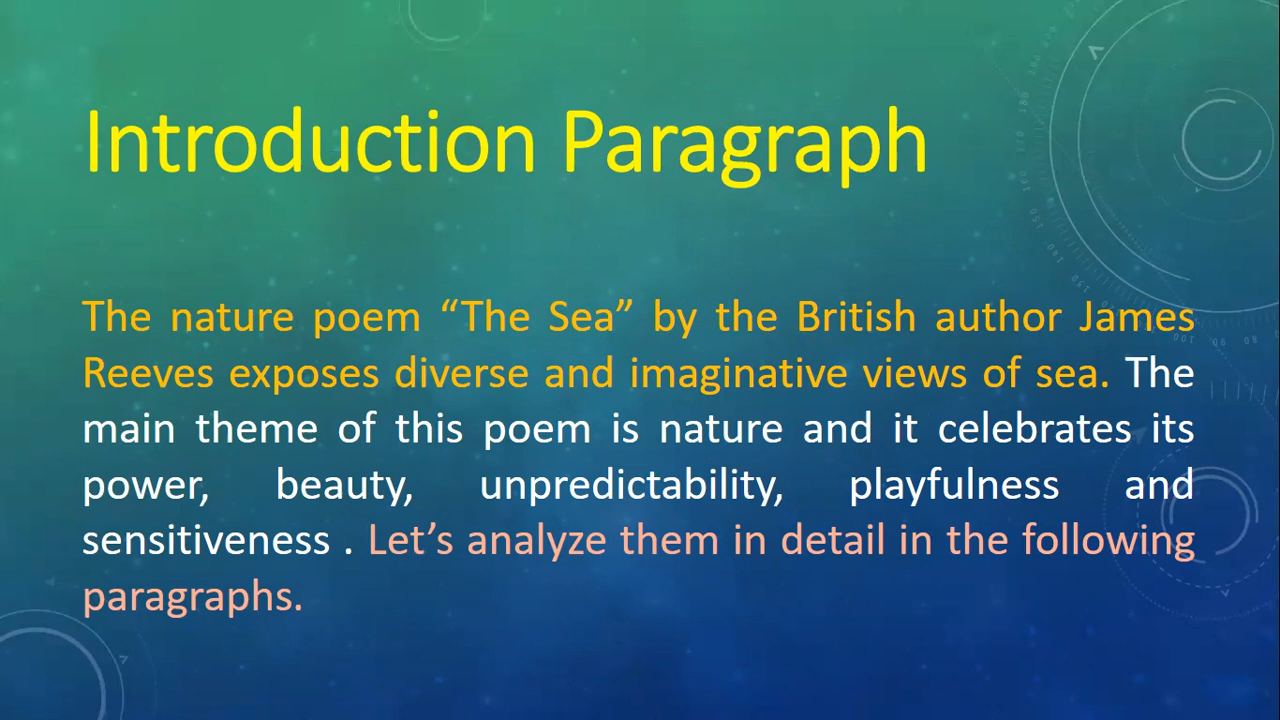 Introduction Paragraph
The nature poem “The Sea” by the British author James
Reeves exposes diverse and imaginative views of sea. The
main theme of this poem is nature and it celebrates its
power, beauty, unpredictability, playfulness and
sensitiveness . Let’s analyze them in detail in the following
paragraphs.